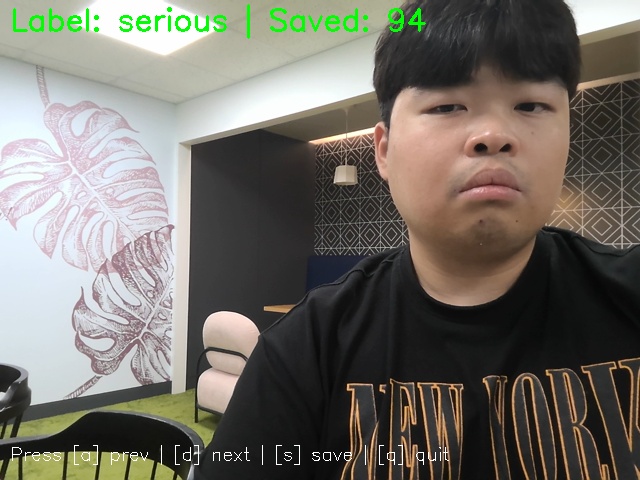 Label: serious | Saved: 94
NEW YORK
Press [a] prev | [d] next | [s] save | [q] quit